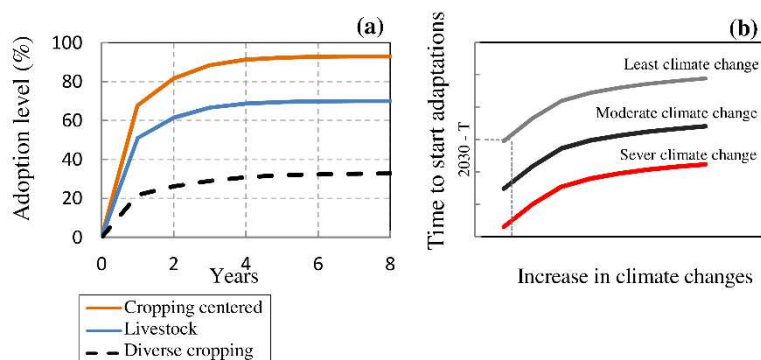 (a)
Adoption level (%)
100
80
60
40
20
0
0
2
4
6
8
Years
Cropping centered
Livestock
Diverse cropping
(b)
Time to start adaptations
2030 - T
Least climate change
Moderate climate change
Sever climate change
Increase in climate changes